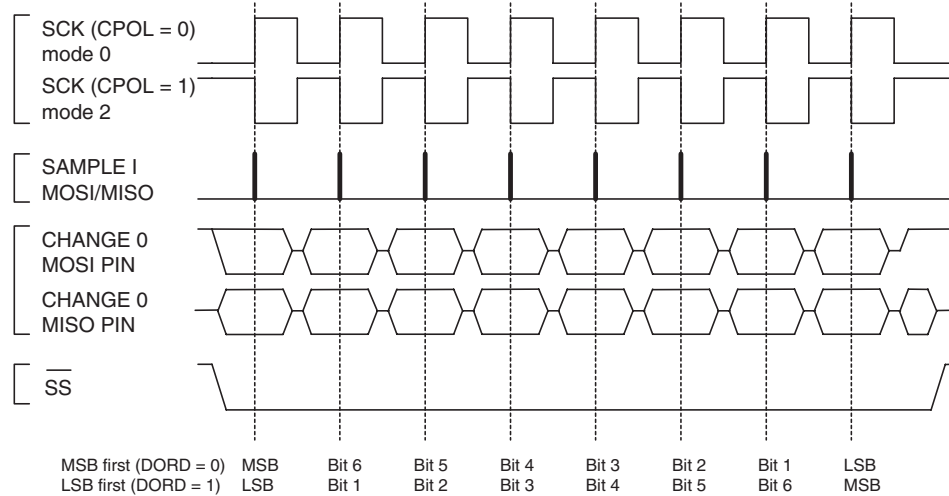 SCK (CPOL = 0)
mode 0
SCK (CPOL = 1)
mode 2
SAMPLE I
MOSI/MISO
CHANGE 0
MOSI PIN
CHANGE 0
MISO PIN
SS
MSB first (DORD = 0) MSB Bit 6 Bit 5 Bit 4 Bit 3 Bit 2 Bit 1 LSB
LSB first (DORD = 1) LSB Bit 1 Bit 2 Bit 3 Bit 4 Bit 5 Bit 6 MSB